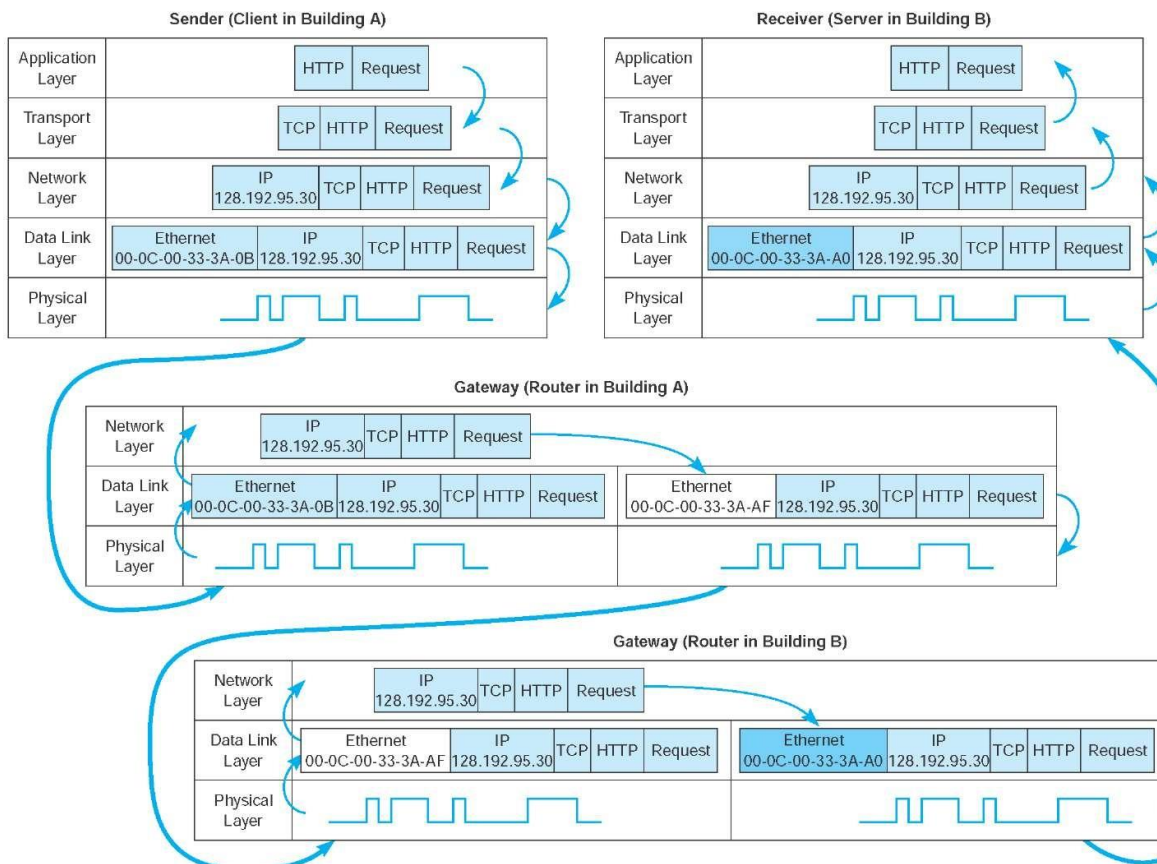 Sender (Client in Building A)
Application
Layer
HTTP Request
Transport
Layer
TCP HTTP Request
Network
Layer
IP
128.192.95.30 TCP HTTP Request
Data Link
Layer
Ethernet
00-0C-00-33-3A-0B IP
128.192.95.30 TCP HTTP Request
Physical
Layer
Receiver (Server in Building B)
Application
Layer
HTTP Request
Transport
Layer
TCP HTTP Request
Network
Layer
IP
128.192.95.30 TCP HTTP Request
Data Link
Layer
Ethernet
00-0C-00-33-3A-A0 IP
128.192.95.30 TCP HTTP Request
Physical
Layer
Gateway (Router in Building A)
Network
Layer
IP
128.192.95.30 TCP HTTP Request
Data Link
Layer
Ethernet
00-0C-00-33-3A-0B IP
128.192.95.30 TCP HTTP Request
Ethernet
00-0C-00-33-3A-AF IP
128.192.95.30 TCP HTTP Request
Physical
Layer
Gateway (Router in Building B)
Network
Layer
IP
128.192.95.30 TCP HTTP Request
Data Link
Layer
Ethernet
00-0C-00-33-3A-AF IP
128.192.95.30 TCP HTTP Request
Ethernet
00-0C-00-33-3A-A0 IP
128.192.95.30 TCP HTTP Request
Physical
Layer